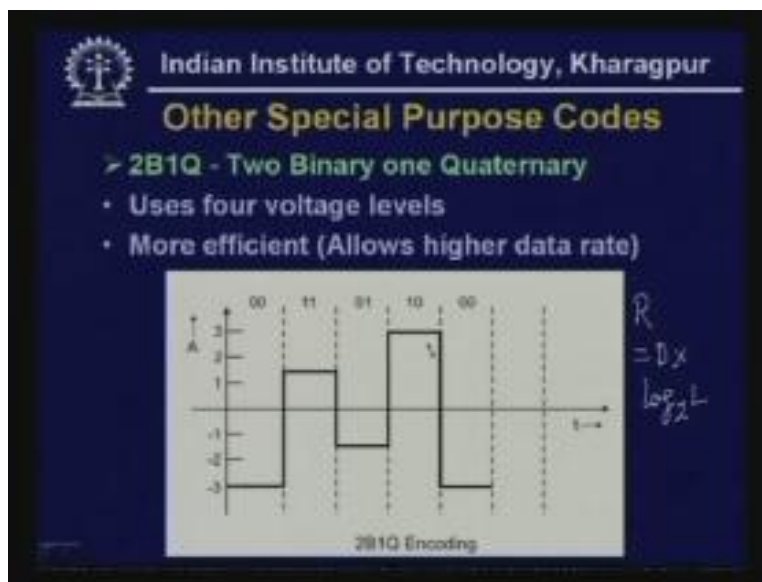 Indian Institute of Technology, Kharagpur
Other Special Purpose Codes
➢ 2B1Q - Two Binary one Quaternary
• Uses four voltage levels
• More efficient (Allows higher data rate)
00 11 01 10 00
A
3
2
1
-1
-2
-3
t
2B1Q Encoding
R
= D x
log₂L